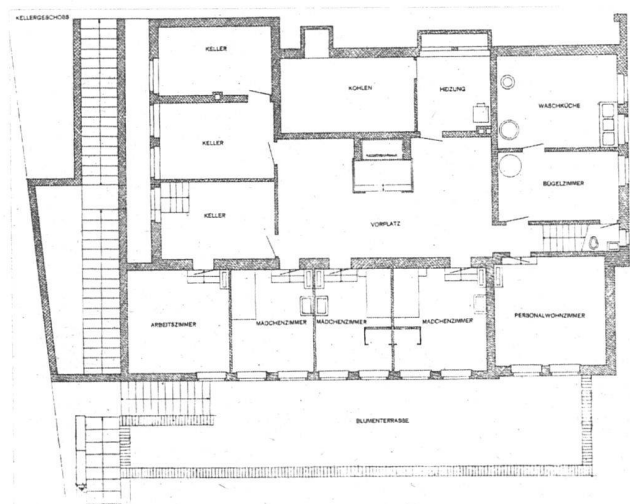 KELLERGESCHOSS
KELLER
KOHLEN
HEIZUNG
WASCHKÜCHE
KELLER
BÜGELZIMMER
KELLER
VORPLATZ
ARBEITSZIMMER
MÄDCHENZIMMER
MÄDCHENZIMMER
MÄDCHENZIMMER
PERSONALWOHNZIMMER
BLUMENTERRASSE